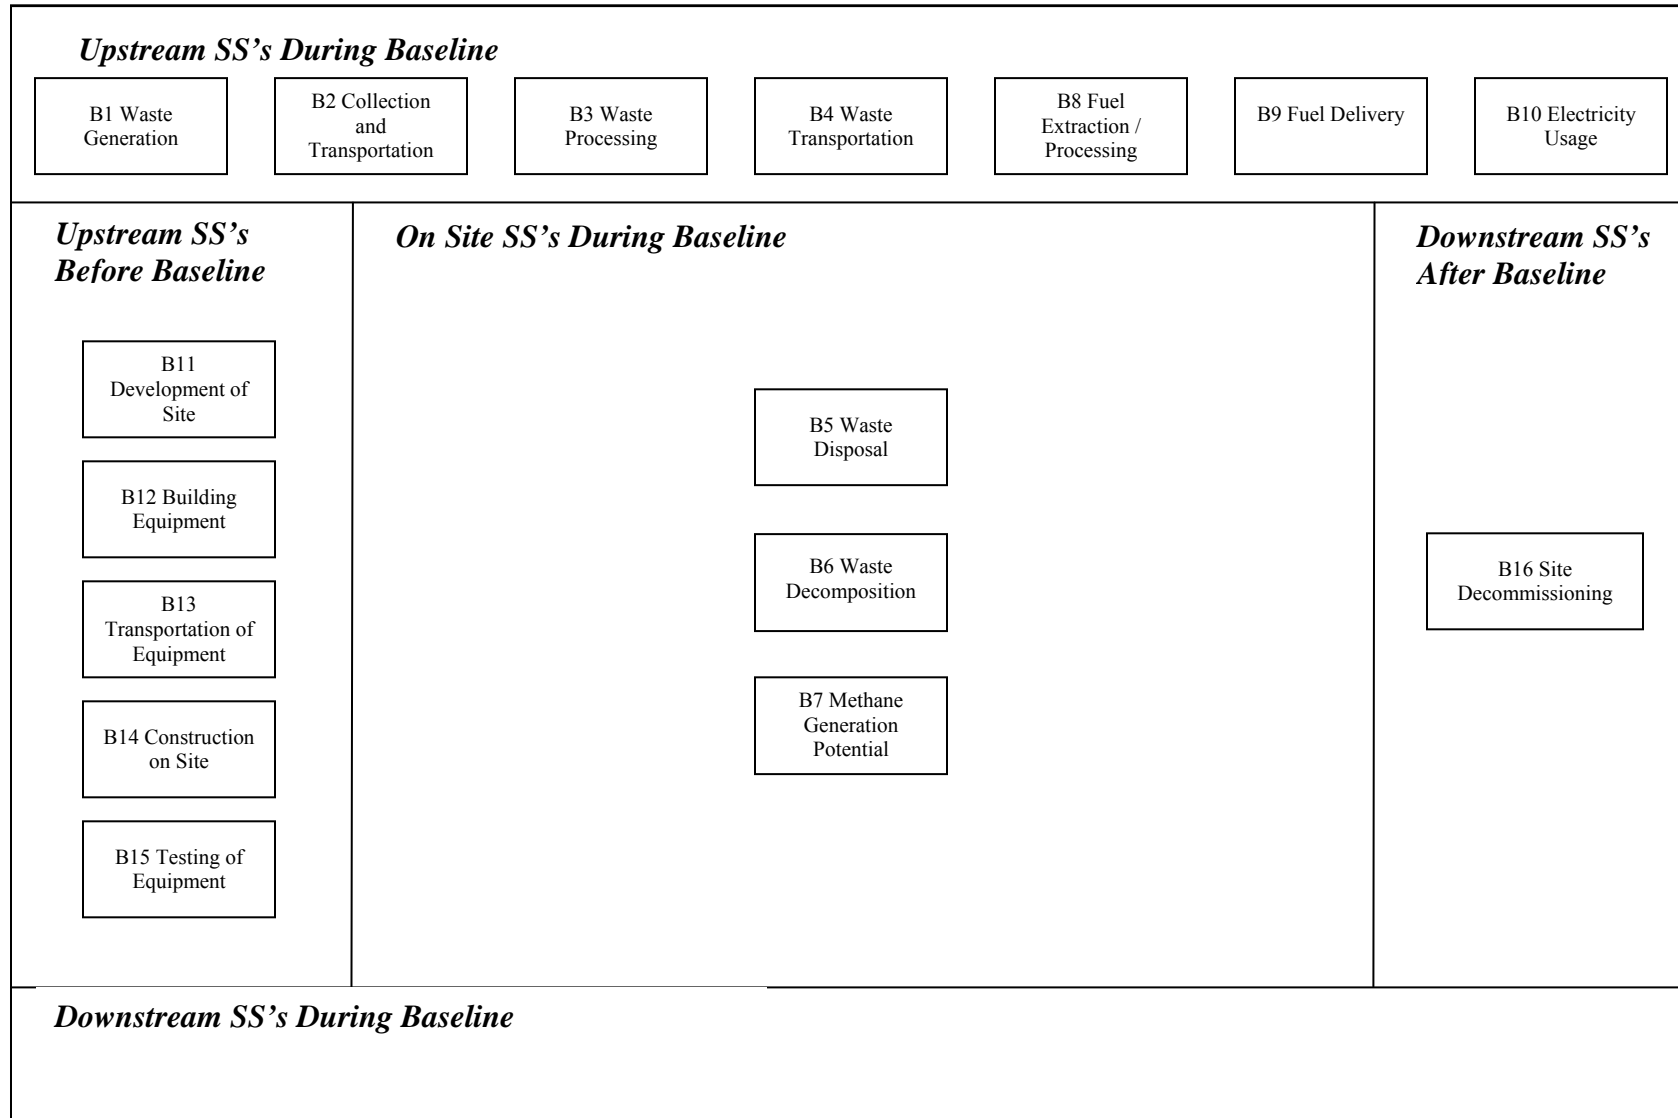 Upstream SS’s During Baseline
B1 Waste
Generation
B2 Collection
and
Transportation
B3 Waste
Processing
B4 Waste
Transportation
B8 Fuel
Extraction /
Processing
B9 Fuel Delivery
B10 Electricity
Usage
Upstream SS’s
Before Baseline
B11
Development of
Site
B12 Building
Equipment
B13
Transportation of
Equipment
B14 Construction
on Site
B15 Testing of
Equipment
On Site SS’s During Baseline
B5 Waste
Disposal
B6 Waste
Decomposition
B7 Methane
Generation
Potential
Downstream SS’s
After Baseline
B16 Site
Decommissioning
Downstream SS’s During Baseline